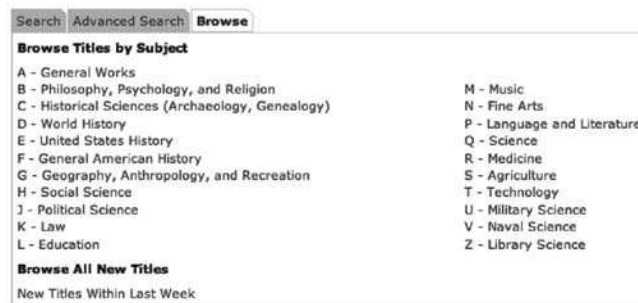 Search Advanced Search Browse
Browse Titles by Subject
A - General Works
B - Philosophy, Psychology, and Religion
C - Historical Sciences (Archaeology, Genealogy)
D - World History
E - United States History
F - General American History
G - Geography, Anthropology, and Recreation
H - Social Science
J - Political Science
K - Law
L - Education
M - Music
N - Fine Arts
P - Language and Literature
Q - Science
R - Medicine
S - Agriculture
T - Technology
U - Military Science
V - Naval Science
Z - Library Science
Browse All New Titles
New Titles Within Last Week